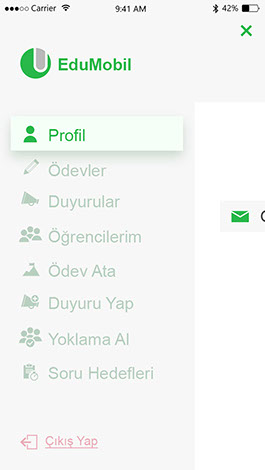 Carrier 9:41 AM 42%
EduMobil
Profil
Ödevler
Duyurular
Öğrencilerim
Ödev Ata
Duyuru Yap
Yoklama Al
Soru Hedefleri
Çıkış Yap